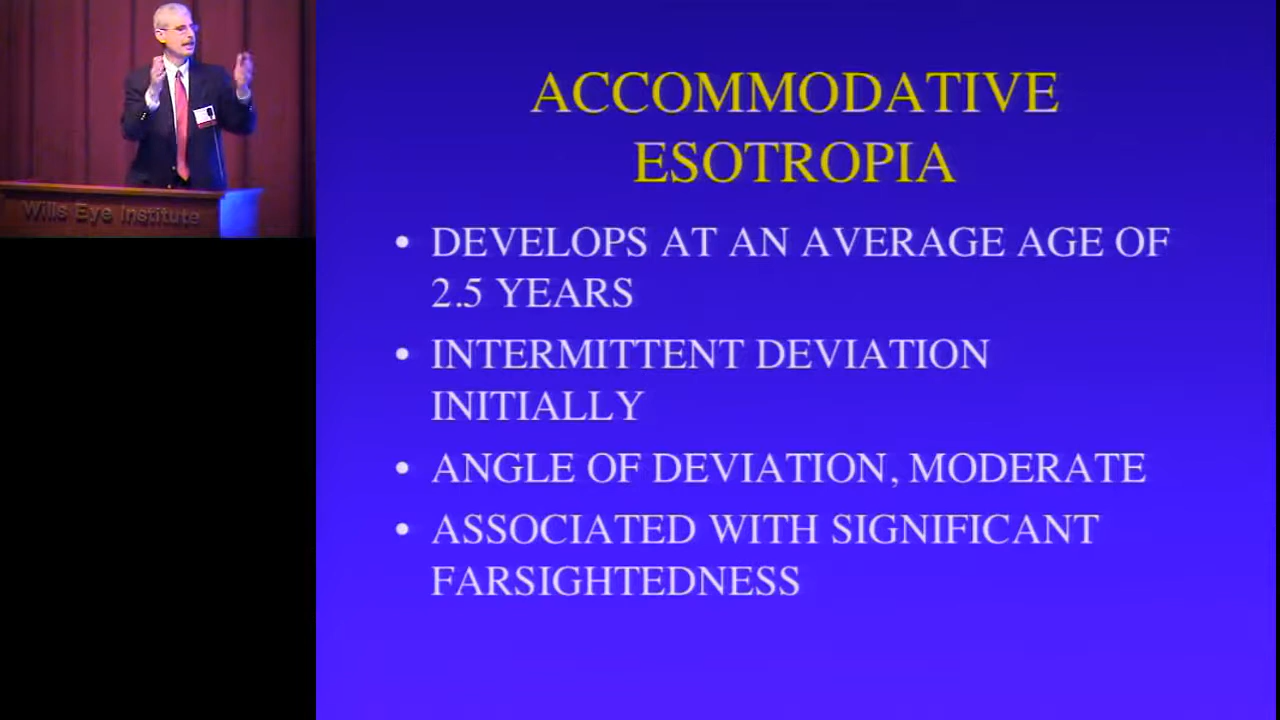 Wills Eye Institute
ACCOMMODATIVE
ESOTROPIA
• DEVELOPS AT AN AVERAGE AGE OF
2.5 YEARS
• INTERMITTENT DEVIATION
INITIALLY
• ANGLE OF DEVIATION, MODERATE
• ASSOCIATED WITH SIGNIFICANT
FARSIGHTEDNESS